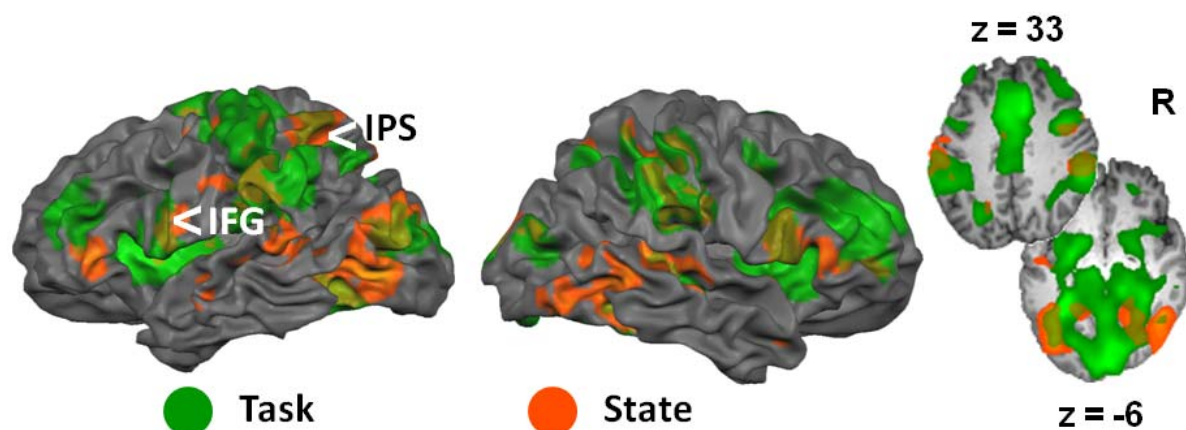 z = 33
R
<IPS
<IFG
Task
State
z = -6